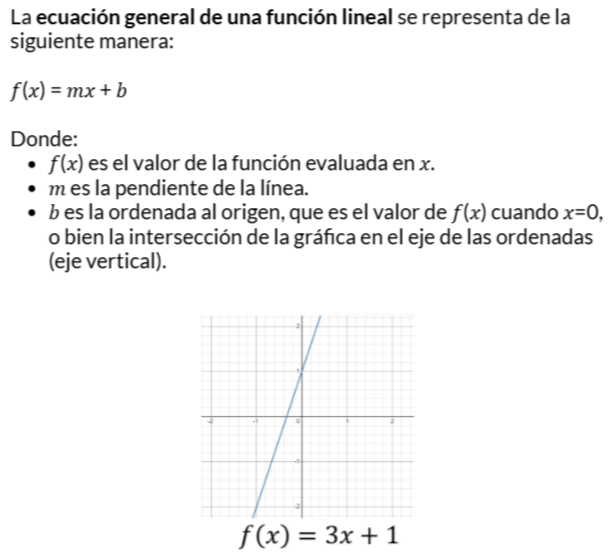 La ecuación general de una función lineal se representa de la
siguiente manera:
f(x) = mx + b
Donde:
• f(x) es el valor de la función evaluada en x.
• m es la pendiente de la línea.
• b es la ordenada al origen, que es el valor de f(x) cuando x=0,
o bien la intersección de la gráfica en el eje de las ordenadas
(eje vertical).
2
1
-2 -1 0 1 2
-1
-2
f(x) = 3x + 1